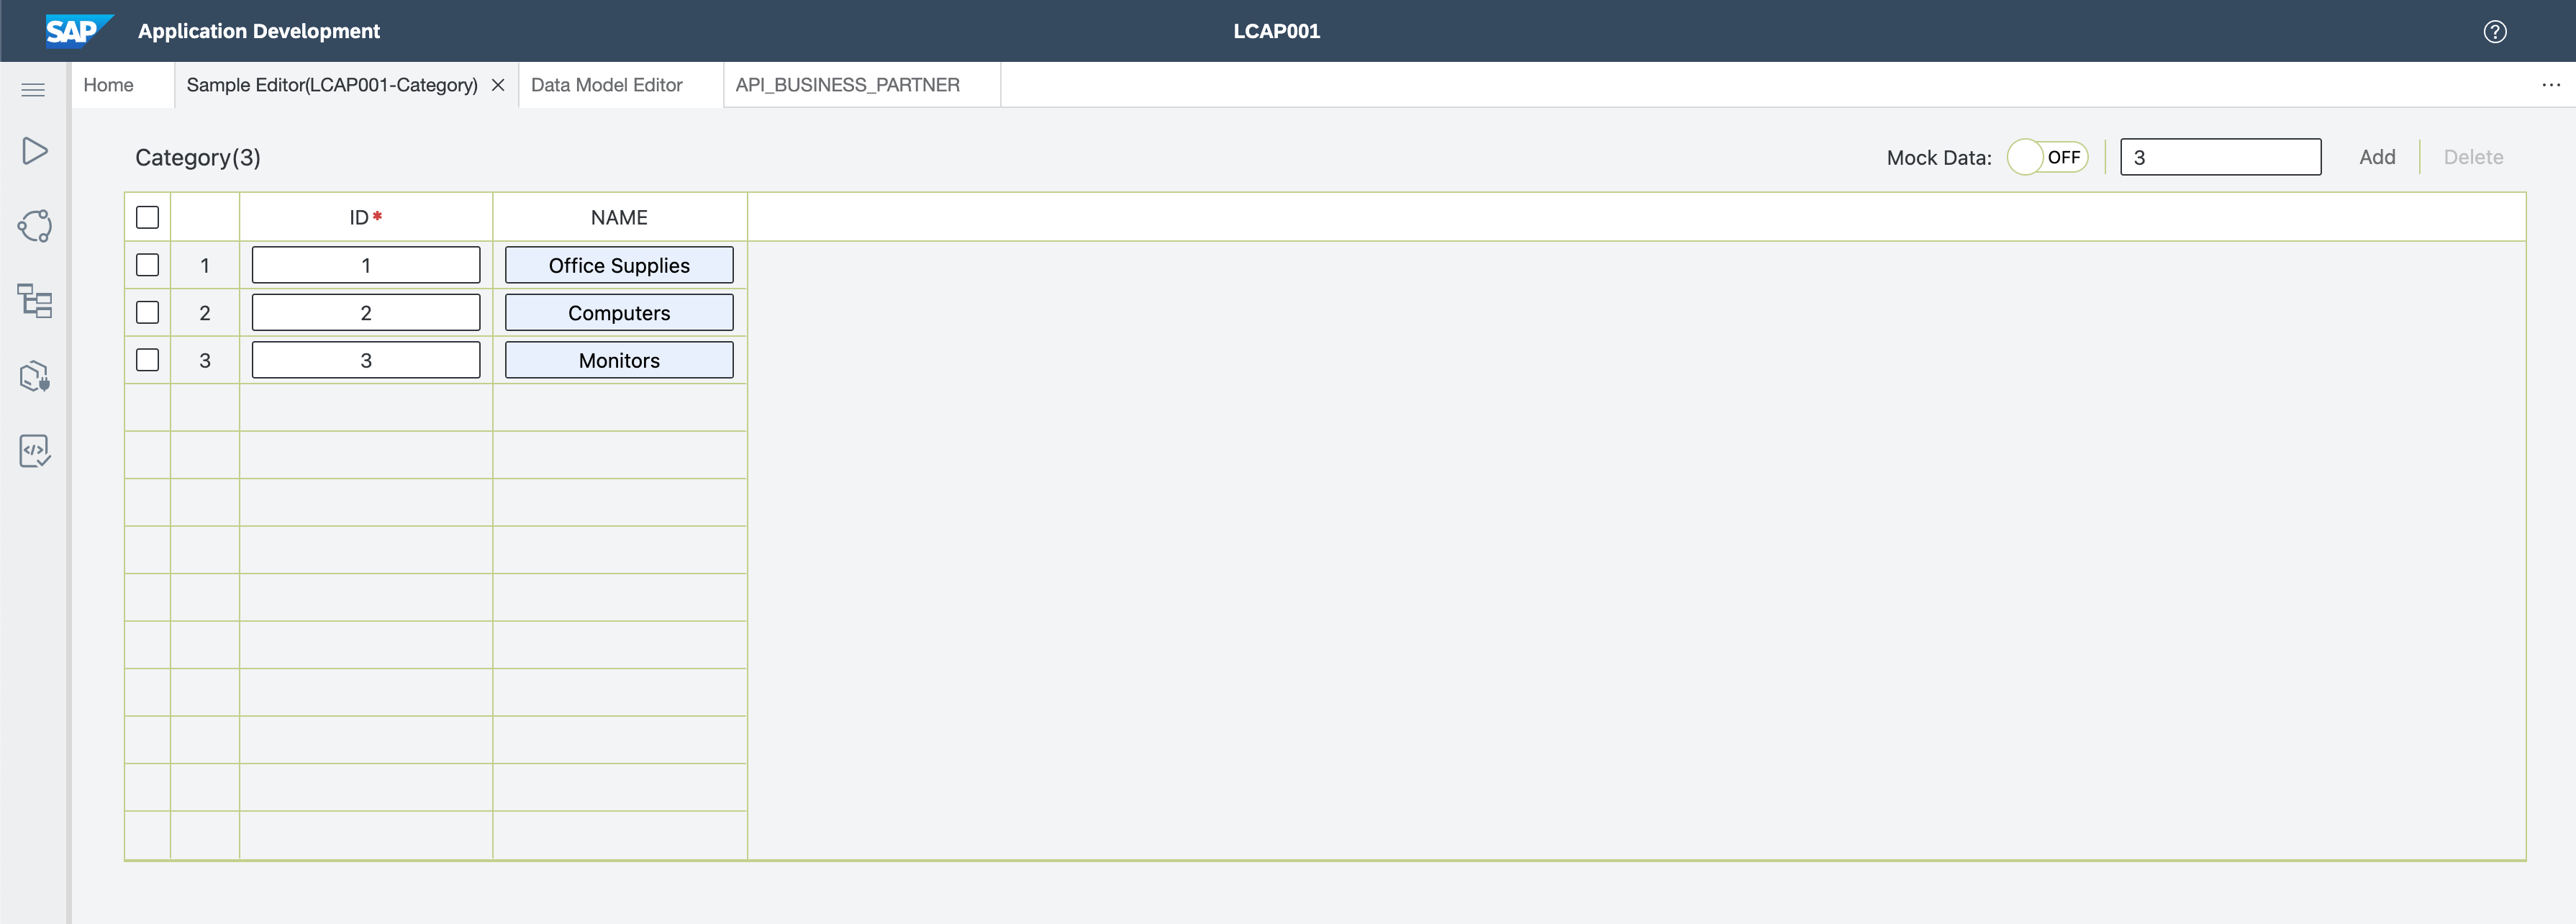 SAP Application Development LCAP001
Home Sample Editor(LCAP001-Category) Data Model Editor API_BUSINESS_PARTNER
Category(3) Mock Data: OFF 3 Add Delete
ID* NAME
1 1 Office Supplies
2 2 Computers
3 3 Monitors